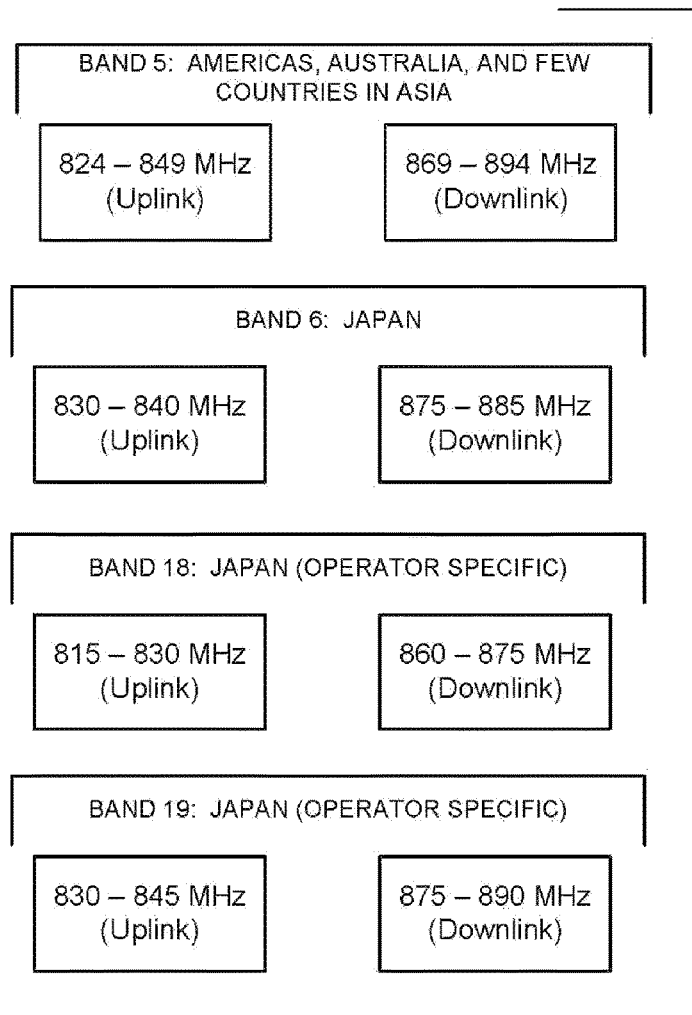 BAND 5: AMERICAS, AUSTRALIA, AND FEW
COUNTRIES IN ASIA
824 – 849 MHz
(Uplink)
869 – 894 MHz
(Downlink)
BAND 6: JAPAN
830 – 840 MHz
(Uplink)
875 – 885 MHz
(Downlink)
BAND 18: JAPAN (OPERATOR SPECIFIC)
815 – 830 MHz
(Uplink)
860 – 875 MHz
(Downlink)
BAND 19: JAPAN (OPERATOR SPECIFIC)
830 – 845 MHz
(Uplink)
875 – 890 MHz
(Downlink)